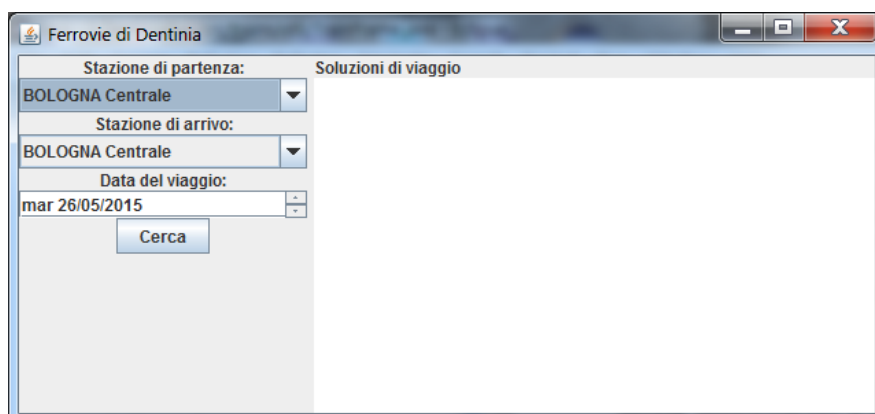 Ferrovie di Dentinia
Stazione di partenza:
BOLOGNA Centrale
Stazione di arrivo:
BOLOGNA Centrale
Data del viaggio:
mar 26/05/2015
Cerca
Soluzioni di viaggio